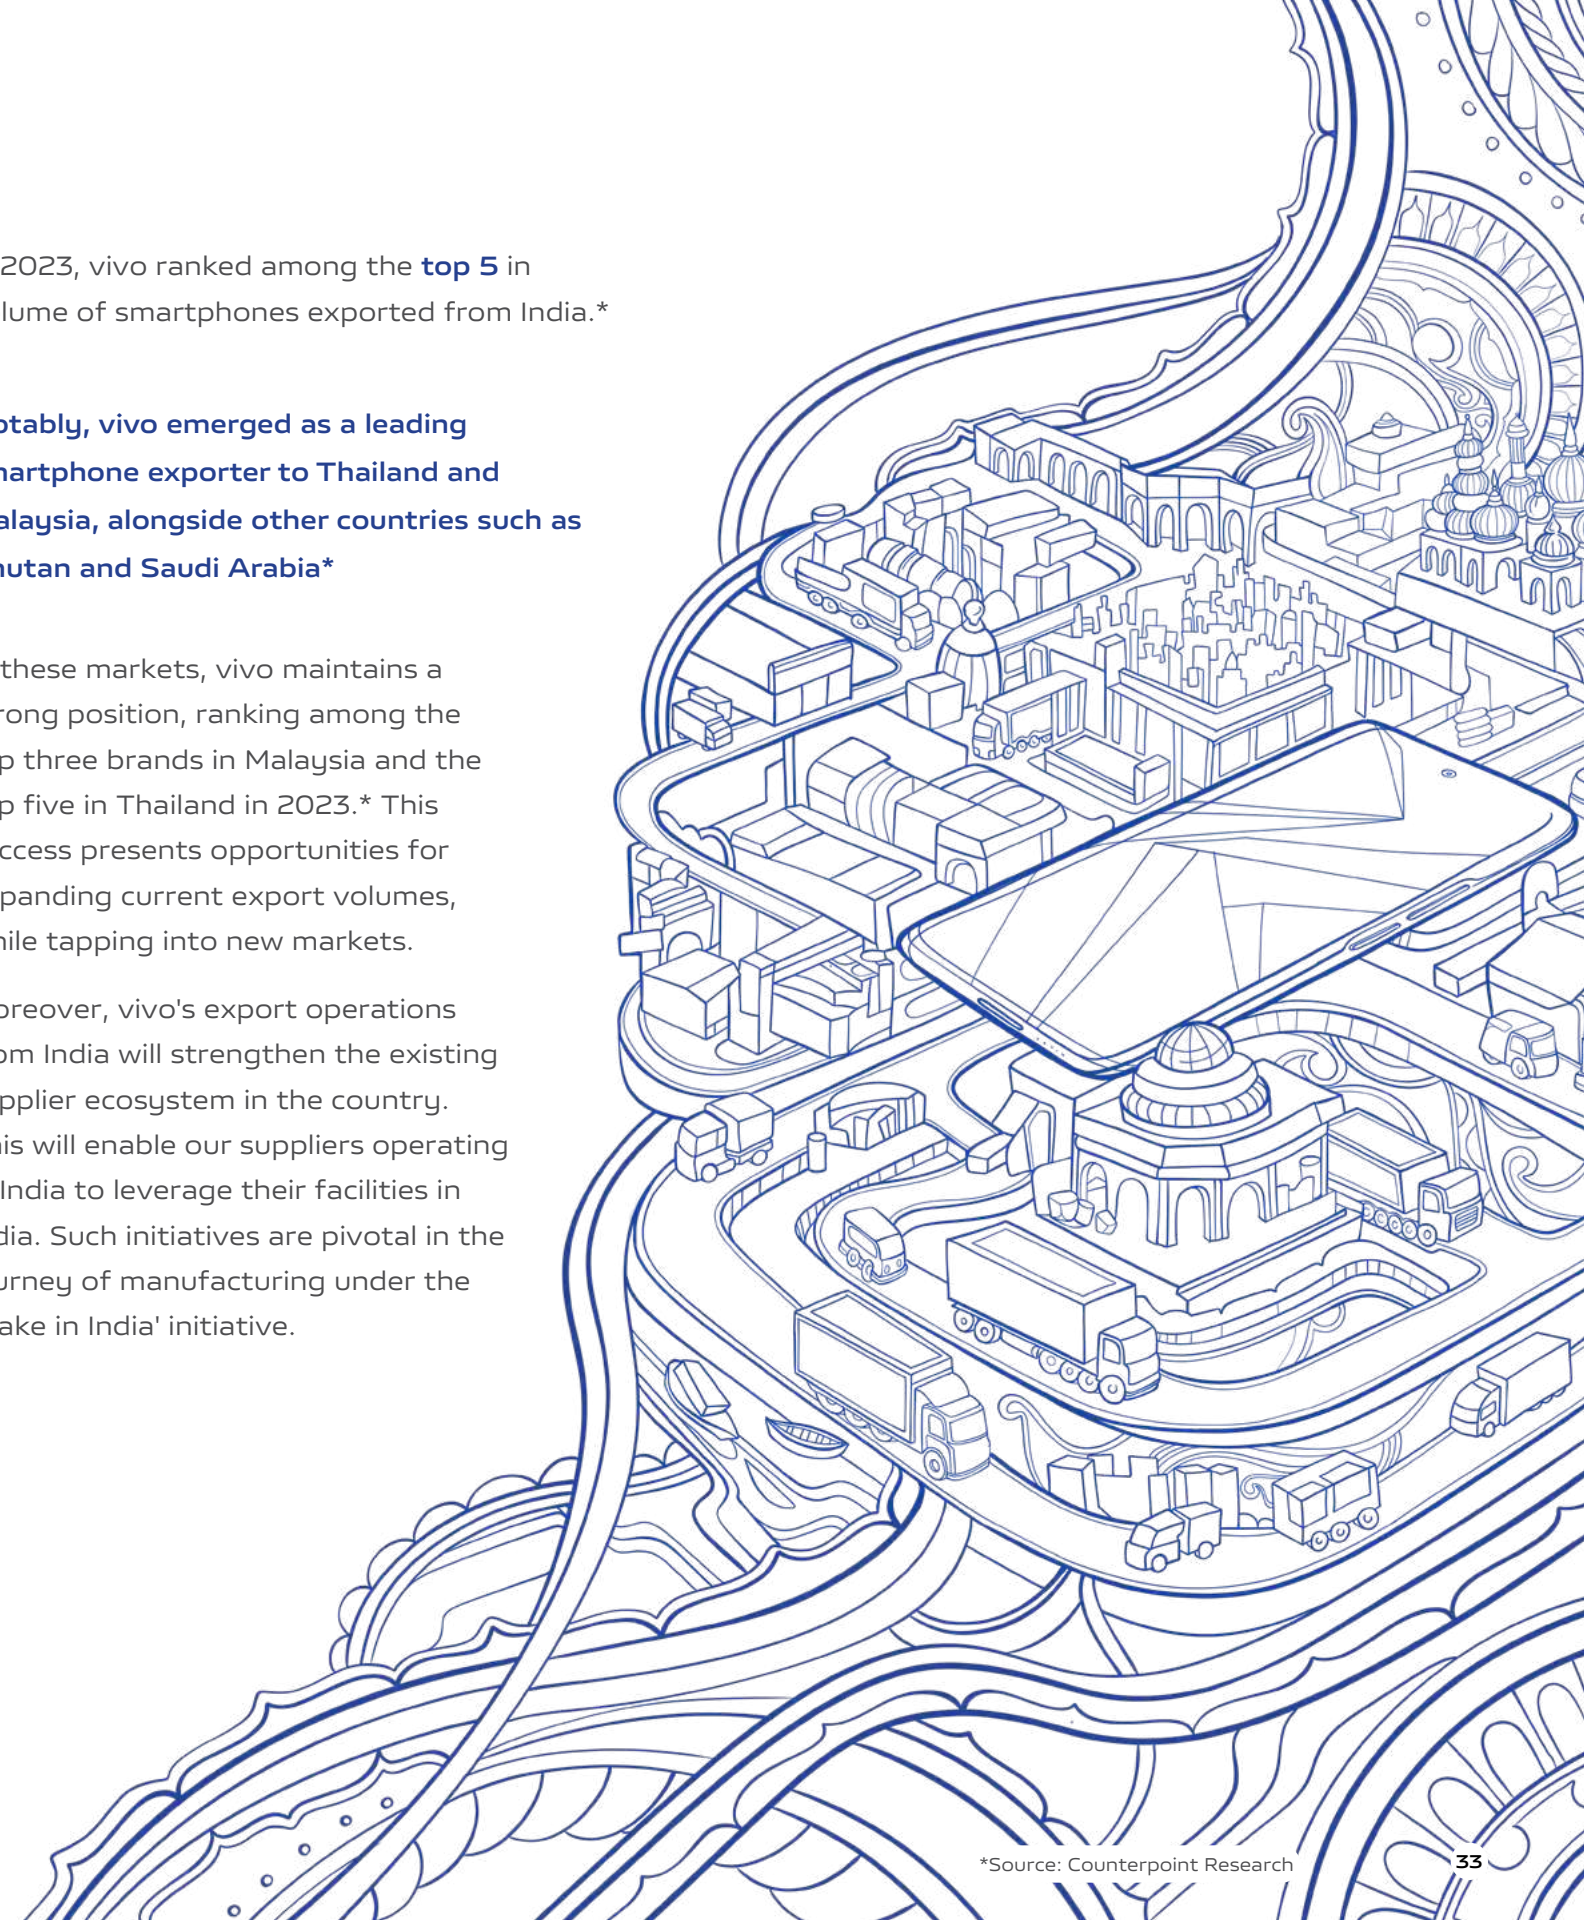 2023, vivo ranked among the top 5 in
lume of smartphones exported from India.*
otably, vivo emerged as a leading
martphone exporter to Thailand and
alaysia, alongside other countries such as
hutan and Saudi Arabia*
these markets, vivo maintains a
rong position, ranking among the
p three brands in Malaysia and the
p five in Thailand in 2023.* This
ccess presents opportunities for
panding current export volumes,
hile tapping into new markets.
oreover, vivo's export operations
om India will strengthen the existing
pplier ecosystem in the country.
his will enable our suppliers operating
India to leverage their facilities in
dia. Such initiatives are pivotal in the
urney of manufacturing under the
ake in India' initiative.
*Source: Counterpoint Research
33